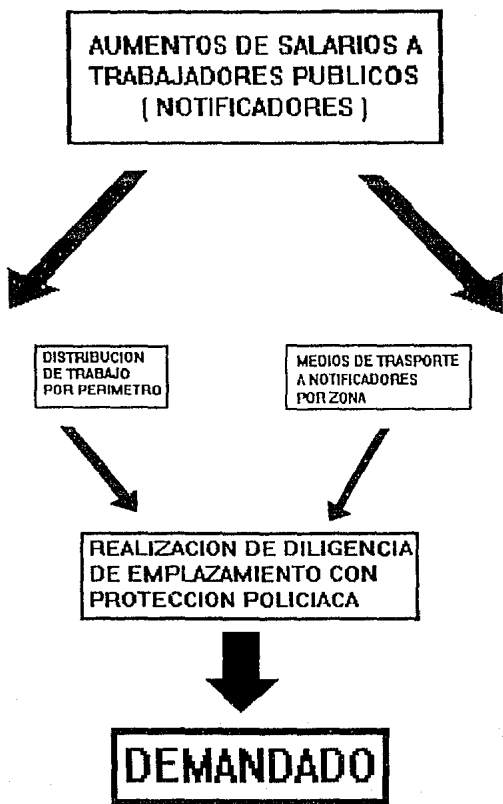 AUMENTOS DE SALARIOS A
TRABAJADORES PUBLICOS
( NOTIFICADORES )
DISTRIBUCION
DE TRABAJO
POR PERIMETRO
MEDIOS DE TRASPORTE
A NOTIFICADORES
POR ZONA
REALIZACION DE DILIGENCIA
DE EMPLAZAMIENTO CON
PROTECCION POLICIACA
DEMANDADO